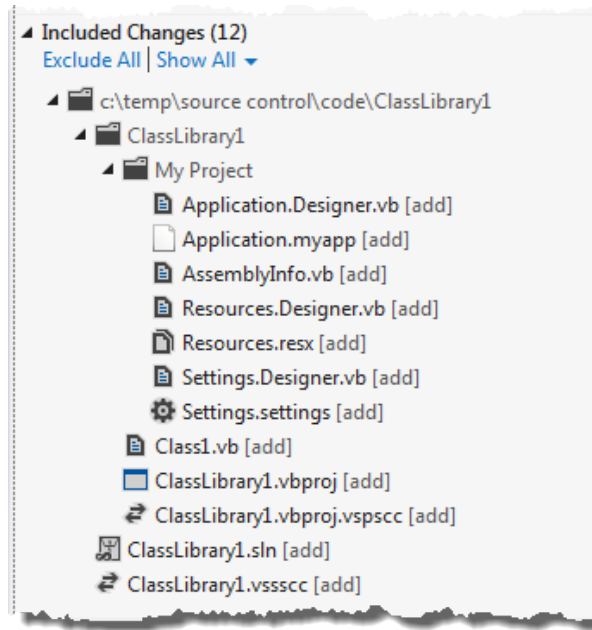 Included Changes (12)
Exclude All | Show All
c:\temp\source control\code\ClassLibrary1
ClassLibrary1
My Project
Application.Designer.vb [add]
Application.myapp [add]
AssemblyInfo.vb [add]
Resources.Designer.vb [add]
Resources.resx [add]
Settings.Designer.vb [add]
Settings.settings [add]
Class1.vb [add]
ClassLibrary1.vbproj [add]
ClassLibrary1.vbproj.vspscc [add]
ClassLibrary1.sln [add]
ClassLibrary1.vssscc [add]